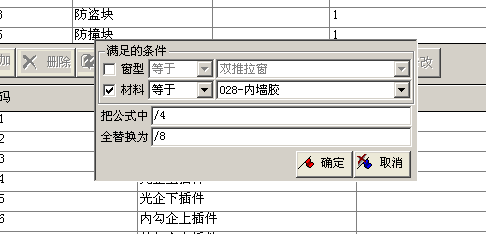 防盗块 1
防撞块 1
加 删除 改
码
满足的条件
窗型 等于 双推拉窗
材料 等于 028-内墙胶
把公式中 /4
全替换为 /8
确定 取消
1
2
3
4
5 光企下插件
6 内勾企上插件